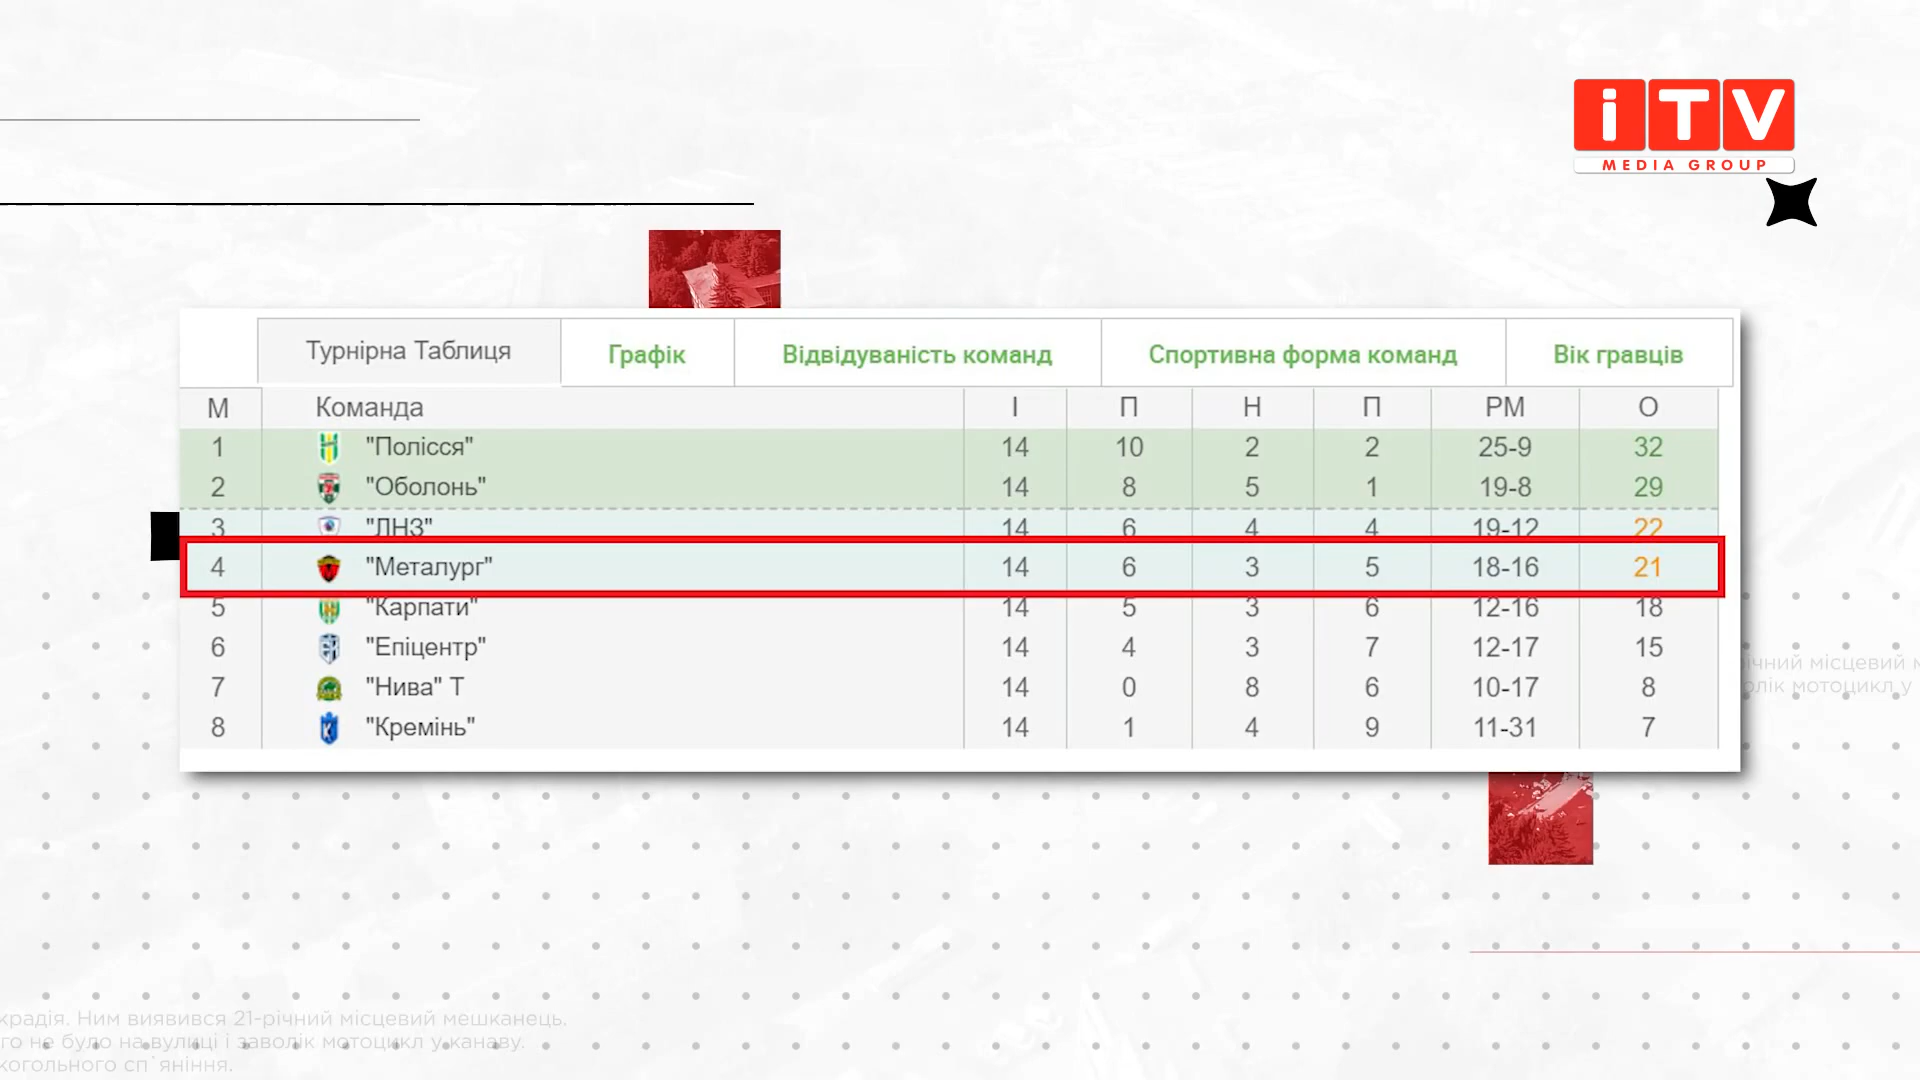 iTV
MEDIA GROUP
Турнірна Таблиця Графік Відвідуваність команд Спортивна форма команд Вік гравців
М Команда І П Н П РМ О
1 "Полісся" 14 10 2 2 25-9 32
2 "Оболонь" 14 8 5 1 19-8 29
3 "ЛНЗ" 14 6 4 4 19-12 22
4 "Металург" 14 6 3 5 18-16 21
5 "Карпати" 14 5 3 6 12-16 18
6 "Епіцентр" 14 4 3 7 12-17 15
7 "Нива" Т 14 0 8 6 10-17 8
8 "Кремінь" 14 1 4 9 11-31 7
річний місцевий
мотоцикл у
крадія. Ним виявився 21-річний місцевий мешканець.
го не було на вулиці і заволік мотоцикл у канаву.
когольного сп`яніння.